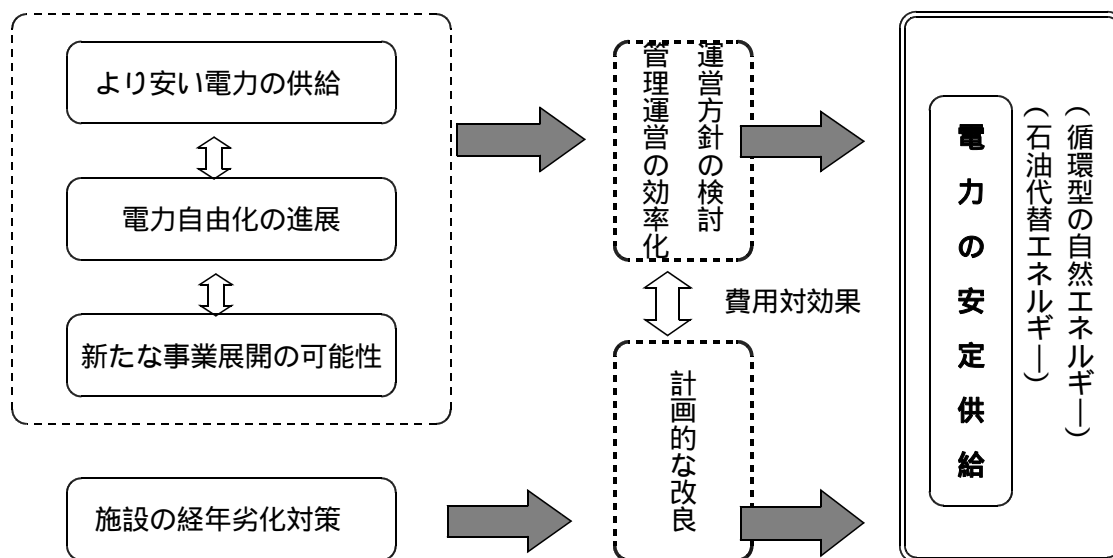 より安い電力の供給
電力自由化の進展
新たな事業展開の可能性
施設の経年劣化対策
運営方針の検討
管理運営の効率化
費用対効果
計画的な改良
（循環型の自然エネルギー）
（石油代替エネルギー）
電力の安定供給